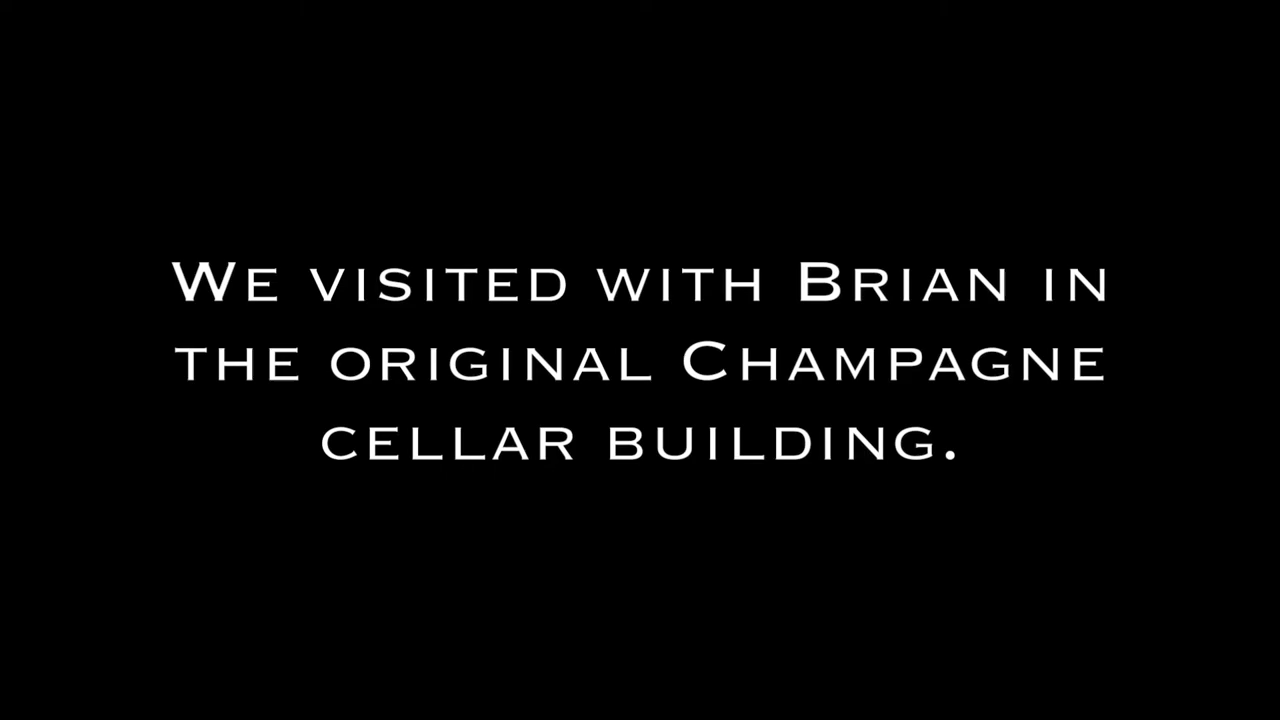 We visited with Brian in
the original Champagne
cellar building.